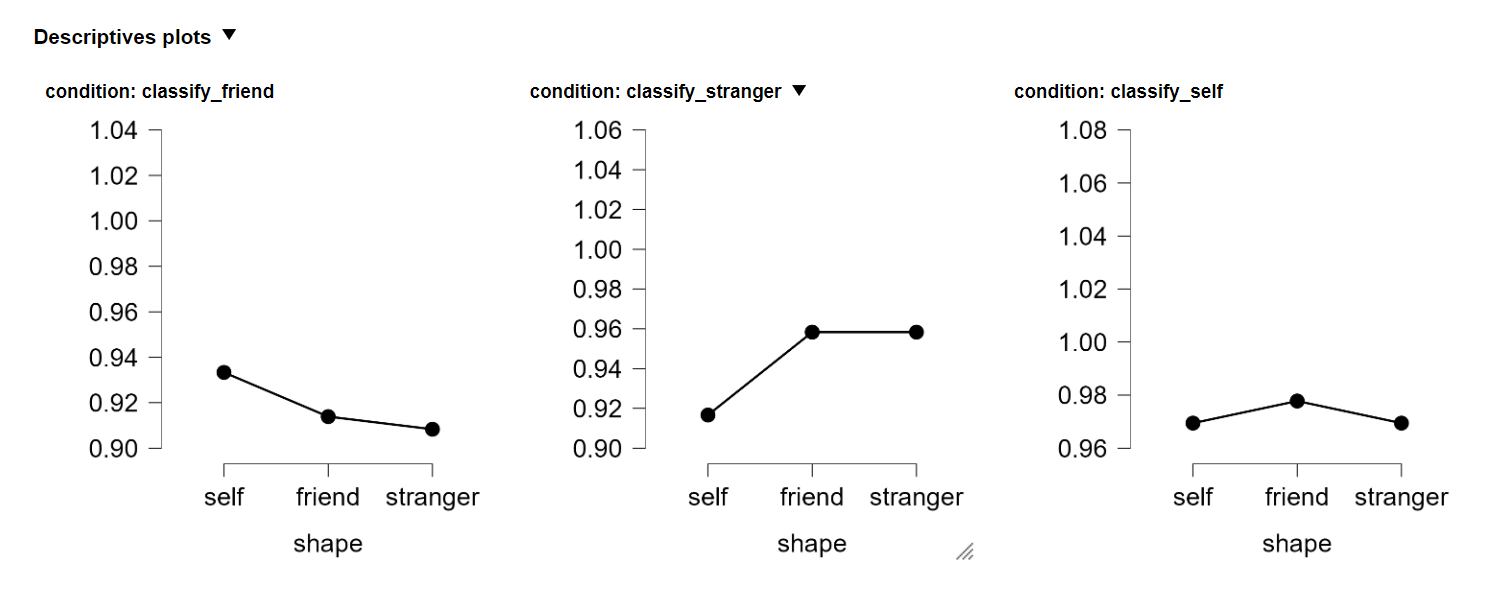 Descriptives plots ▼
condition: classify_friend
1.04
1.02
1.00
0.98
0.96
0.94
0.92
0.90
self friend stranger
shape
condition: classify_stranger ▼
1.06
1.04
1.02
1.00
0.98
0.96
0.94
0.92
0.90
self friend stranger
shape
condition: classify_self
1.08
1.06
1.04
1.02
1.00
0.98
0.96
self friend stranger
shape